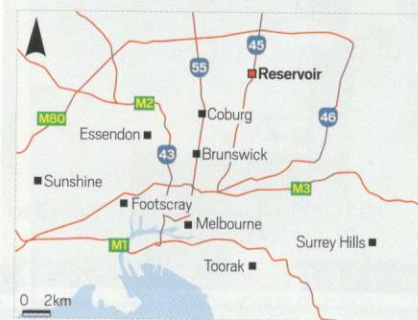 45
55
Reservoir
M2
Coburg
46
M80
Essendon
43
Brunswick
Sunshine
M3
Footscray
Melbourne
M1
Surrey Hills
Toorak
0 2km